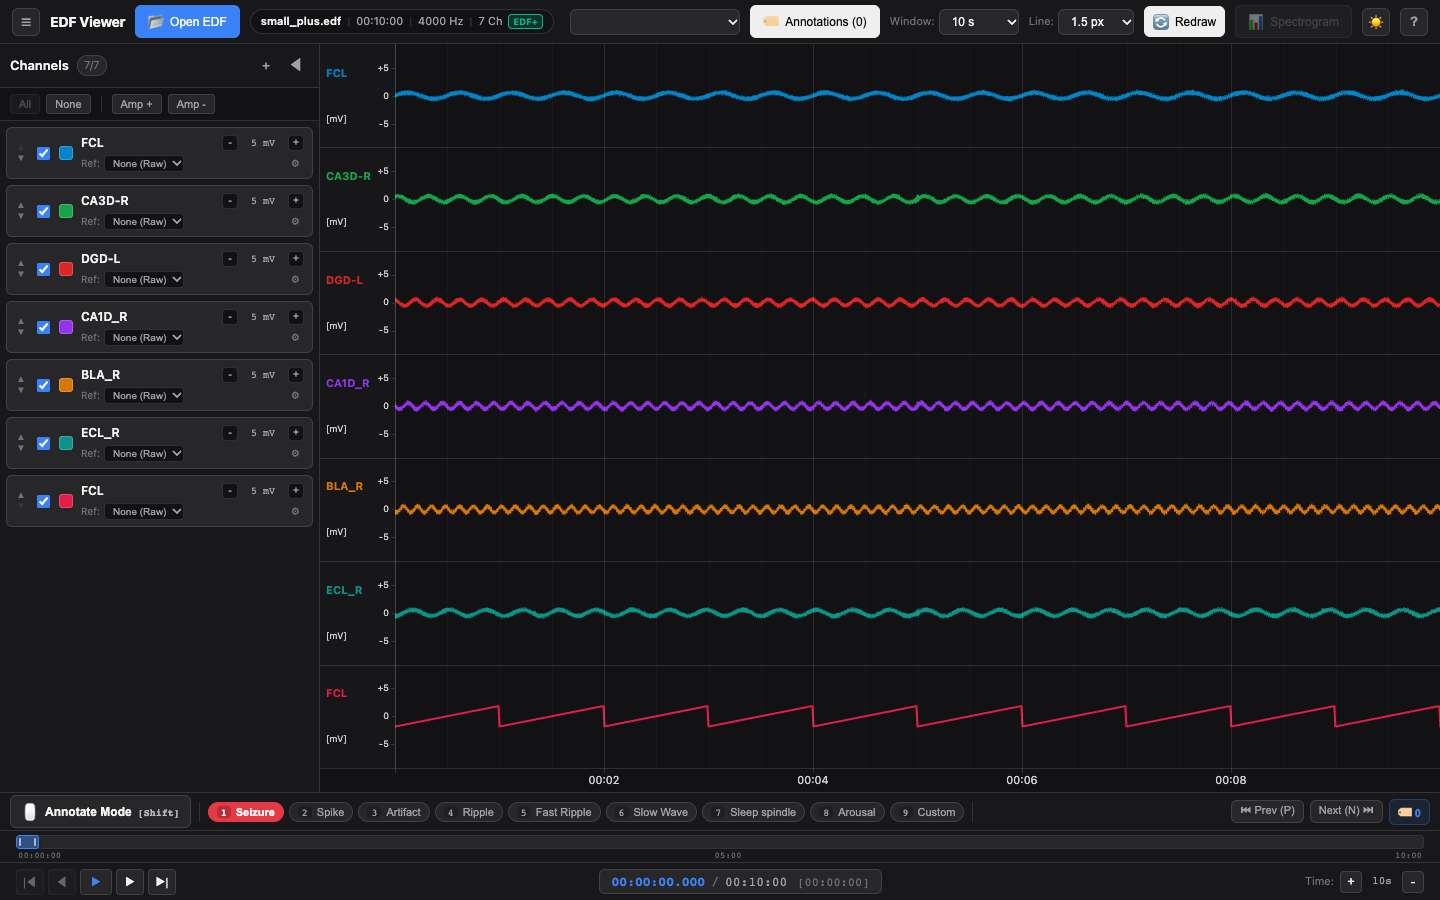 EDF Viewer Open EDF small_plus.edf 00:10:00 4000 Hz 7 Ch EDF+ Annotations (0) Window: 10 s Line: 1.5 px Redraw Spectrogram ?
Channels 7/7 +
All None Amp + Amp -
FCL - 5 mV +
Ref: None (Raw)
CA3D-R - 5 mV +
Ref: None (Raw)
DGD-L - 5 mV +
Ref: None (Raw)
CA1D_R - 5 mV +
Ref: None (Raw)
BLA_R - 5 mV +
Ref: None (Raw)
ECL_R - 5 mV +
Ref: None (Raw)
FCL - 5 mV +
Ref: None (Raw)
+5
FCL
0
[mV] -5
+5
CA3D-R
0
[mV] -5
+5
DGD-L
0
[mV] -5
+5
CA1D_R
0
[mV] -5
+5
BLA_R
0
[mV] -5
+5
ECL_R
0
[mV] -5
+5
FCL
0
[mV] -5
00:02 00:04 00:06 00:08
Annotate Mode [Shift] 1 Seizure 2 Spike 3 Artifact 4 Ripple 5 Fast Ripple 6 Slow Wave 7 Sleep spindle 8 Arousal 9 Custom Prev (P) Next (N) 0
00:00:00 05:00 10:00
00:00:00.000 / 00:10:00 [00:00:00] Time: + 10s -